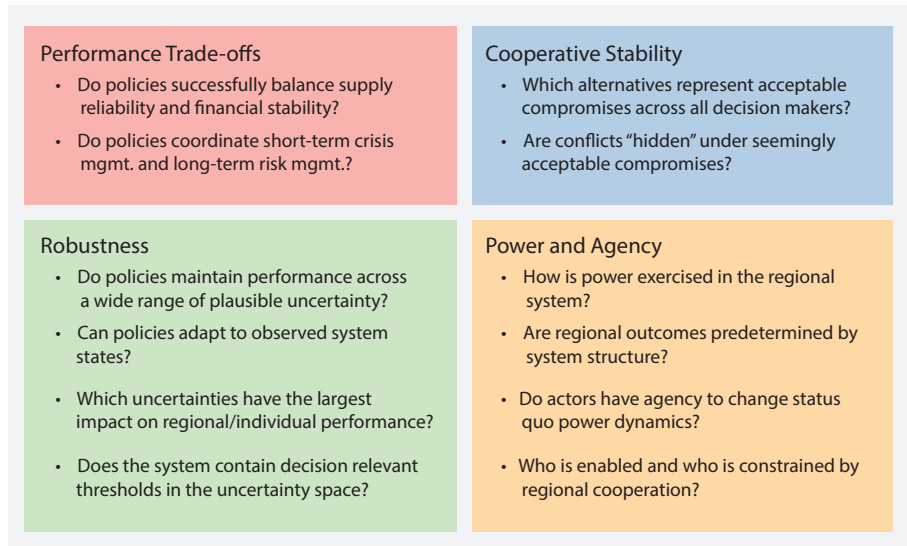 Performance Trade-offs
• Do policies successfully balance supply
reliability and financial stability?
• Do policies coordinate short-term crisis
mgmt. and long-term risk mgmt.?
Cooperative Stability
• Which alternatives represent acceptable
compromises across all decision makers?
• Are conflicts “hidden” under seemingly
acceptable compromises?
Robustness
• Do policies maintain performance across
a wide range of plausible uncertainty?
• Can policies adapt to observed system
states?
• Which uncertainties have the largest
impact on regional/individual performance?
• Does the system contain decision relevant
thresholds in the uncertainty space?
Power and Agency
• How is power exercised in the regional
system?
• Are regional outcomes predetermined by
system structure?
• Do actors have agency to change status
quo power dynamics?
• Who is enabled and who is constrained by
regional cooperation?